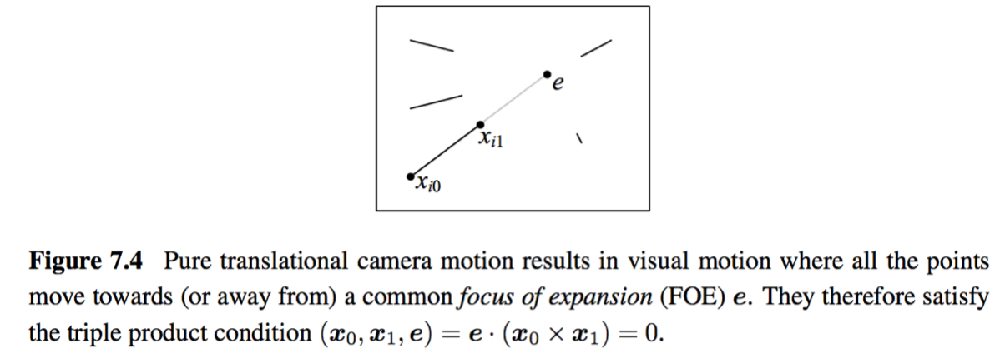 e
xi1
xi0
Figure 7.4 Pure translational camera motion results in visual motion where all the points
move towards (or away from) a common focus of expansion (FOE) e. They therefore satisfy
the triple product condition (x0, x1, e) = e · (x0 × x1) = 0.